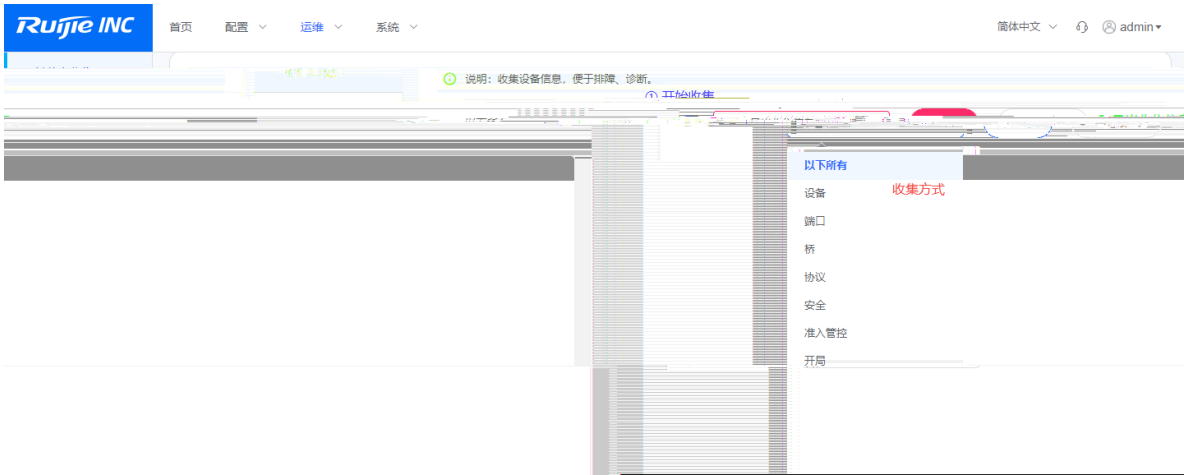 Ruijie INC 首页 配置 运维 系统 简体中文 admin
说明：收集设备信息，便于排障、诊断。
① 开始收集
以下所有
设备 收集方式
端口
桥
协议
安全
准入管控
开局